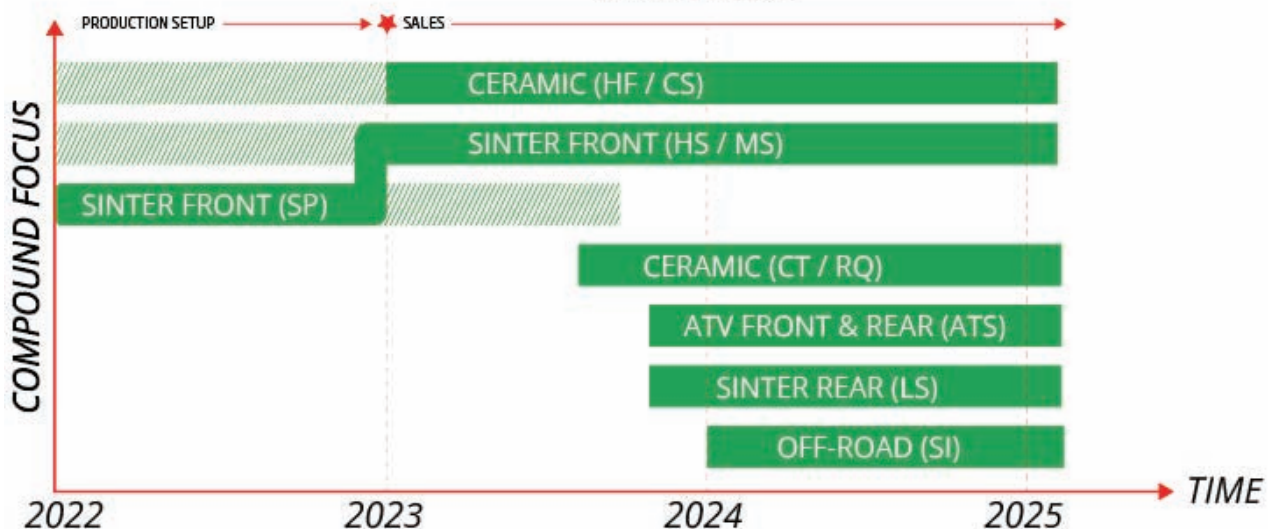 PRODUCTION SETUP
SALES
COMPOUND FOCUS
CERAMIC (HF / CS)
SINTER FRONT (HS / MS)
SINTER FRONT (SP)
CERAMIC (CT / RQ)
ATV FRONT & REAR (ATS)
SINTER REAR (LS)
OFF-ROAD (SI)
TIME
2022
2023
2024
2025